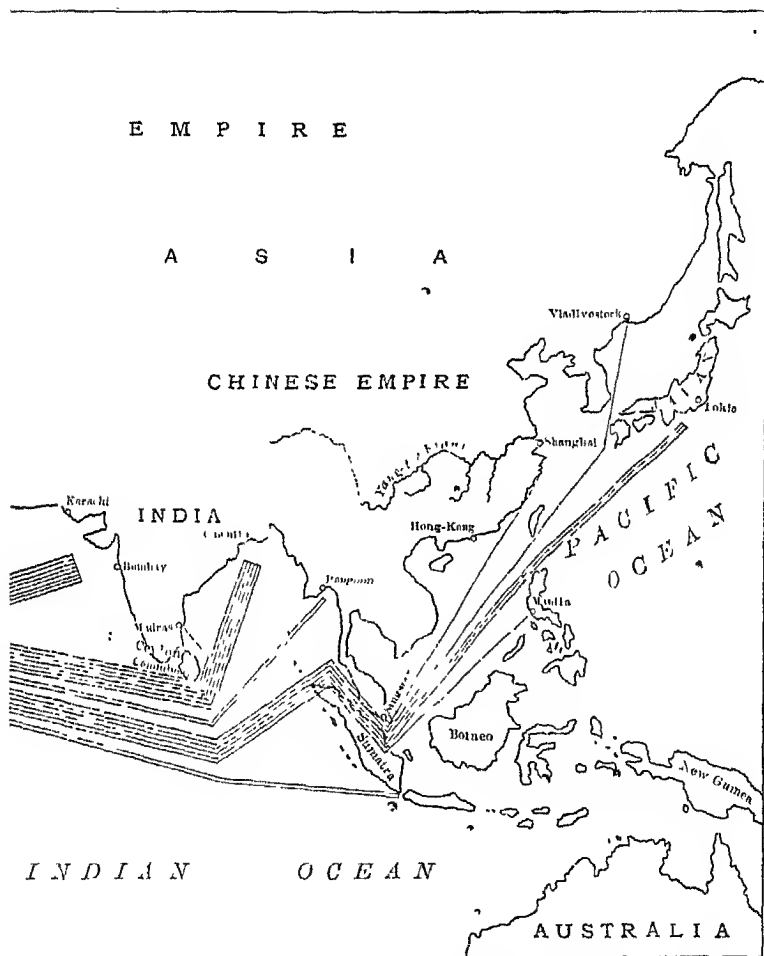 EMPIRE
ASIA
Vladivostock
CHINESE EMPIRE
Tokio
Shanghai
Karachi
INDIA
Hong-Kong
PACIFIC
OCEAN
Bombay
Manila
Madras
Borneo
Sumatra
New Guinea
INDIAN OCEAN
AUSTRALIA